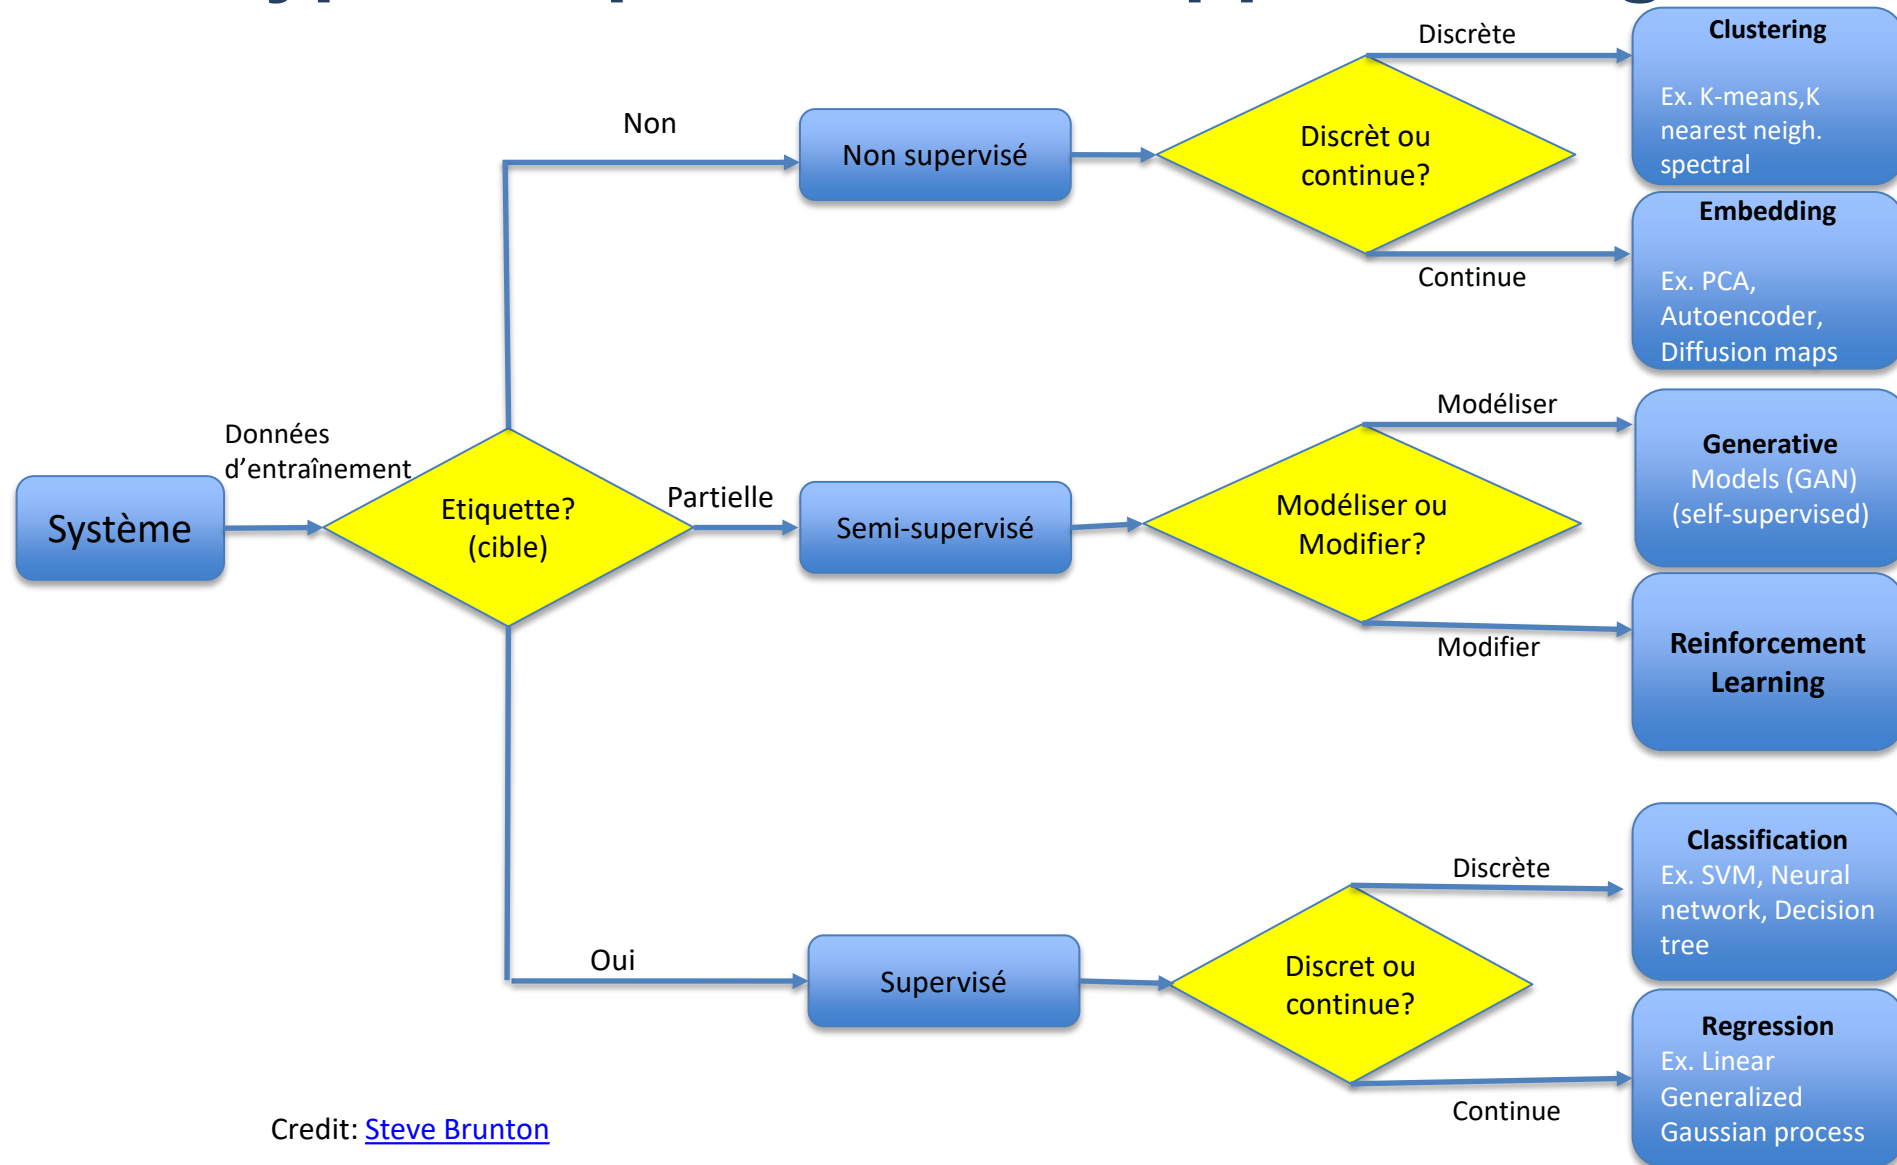 Système
Données
d’entraînement
Etiquette?
(cible)
Non
Non supervisé
Discrèt ou
continue?
Discrète
Clustering
Ex. K-means,K
nearest neigh.
spectral
Continue
Embedding
Ex. PCA,
Autoencoder,
Diffusion maps
Partielle
Semi-supervisé
Modéliser ou
Modifier?
Modéliser
Generative
Models (GAN)
(self-supervised)
Modifier
Reinforcement
Learning
Oui
Supervisé
Discret ou
continue?
Discrète
Classification
Ex. SVM, Neural
network, Decision
tree
Continue
Regression
Ex. Linear
Generalized
Gaussian process
Credit: Steve Brunton